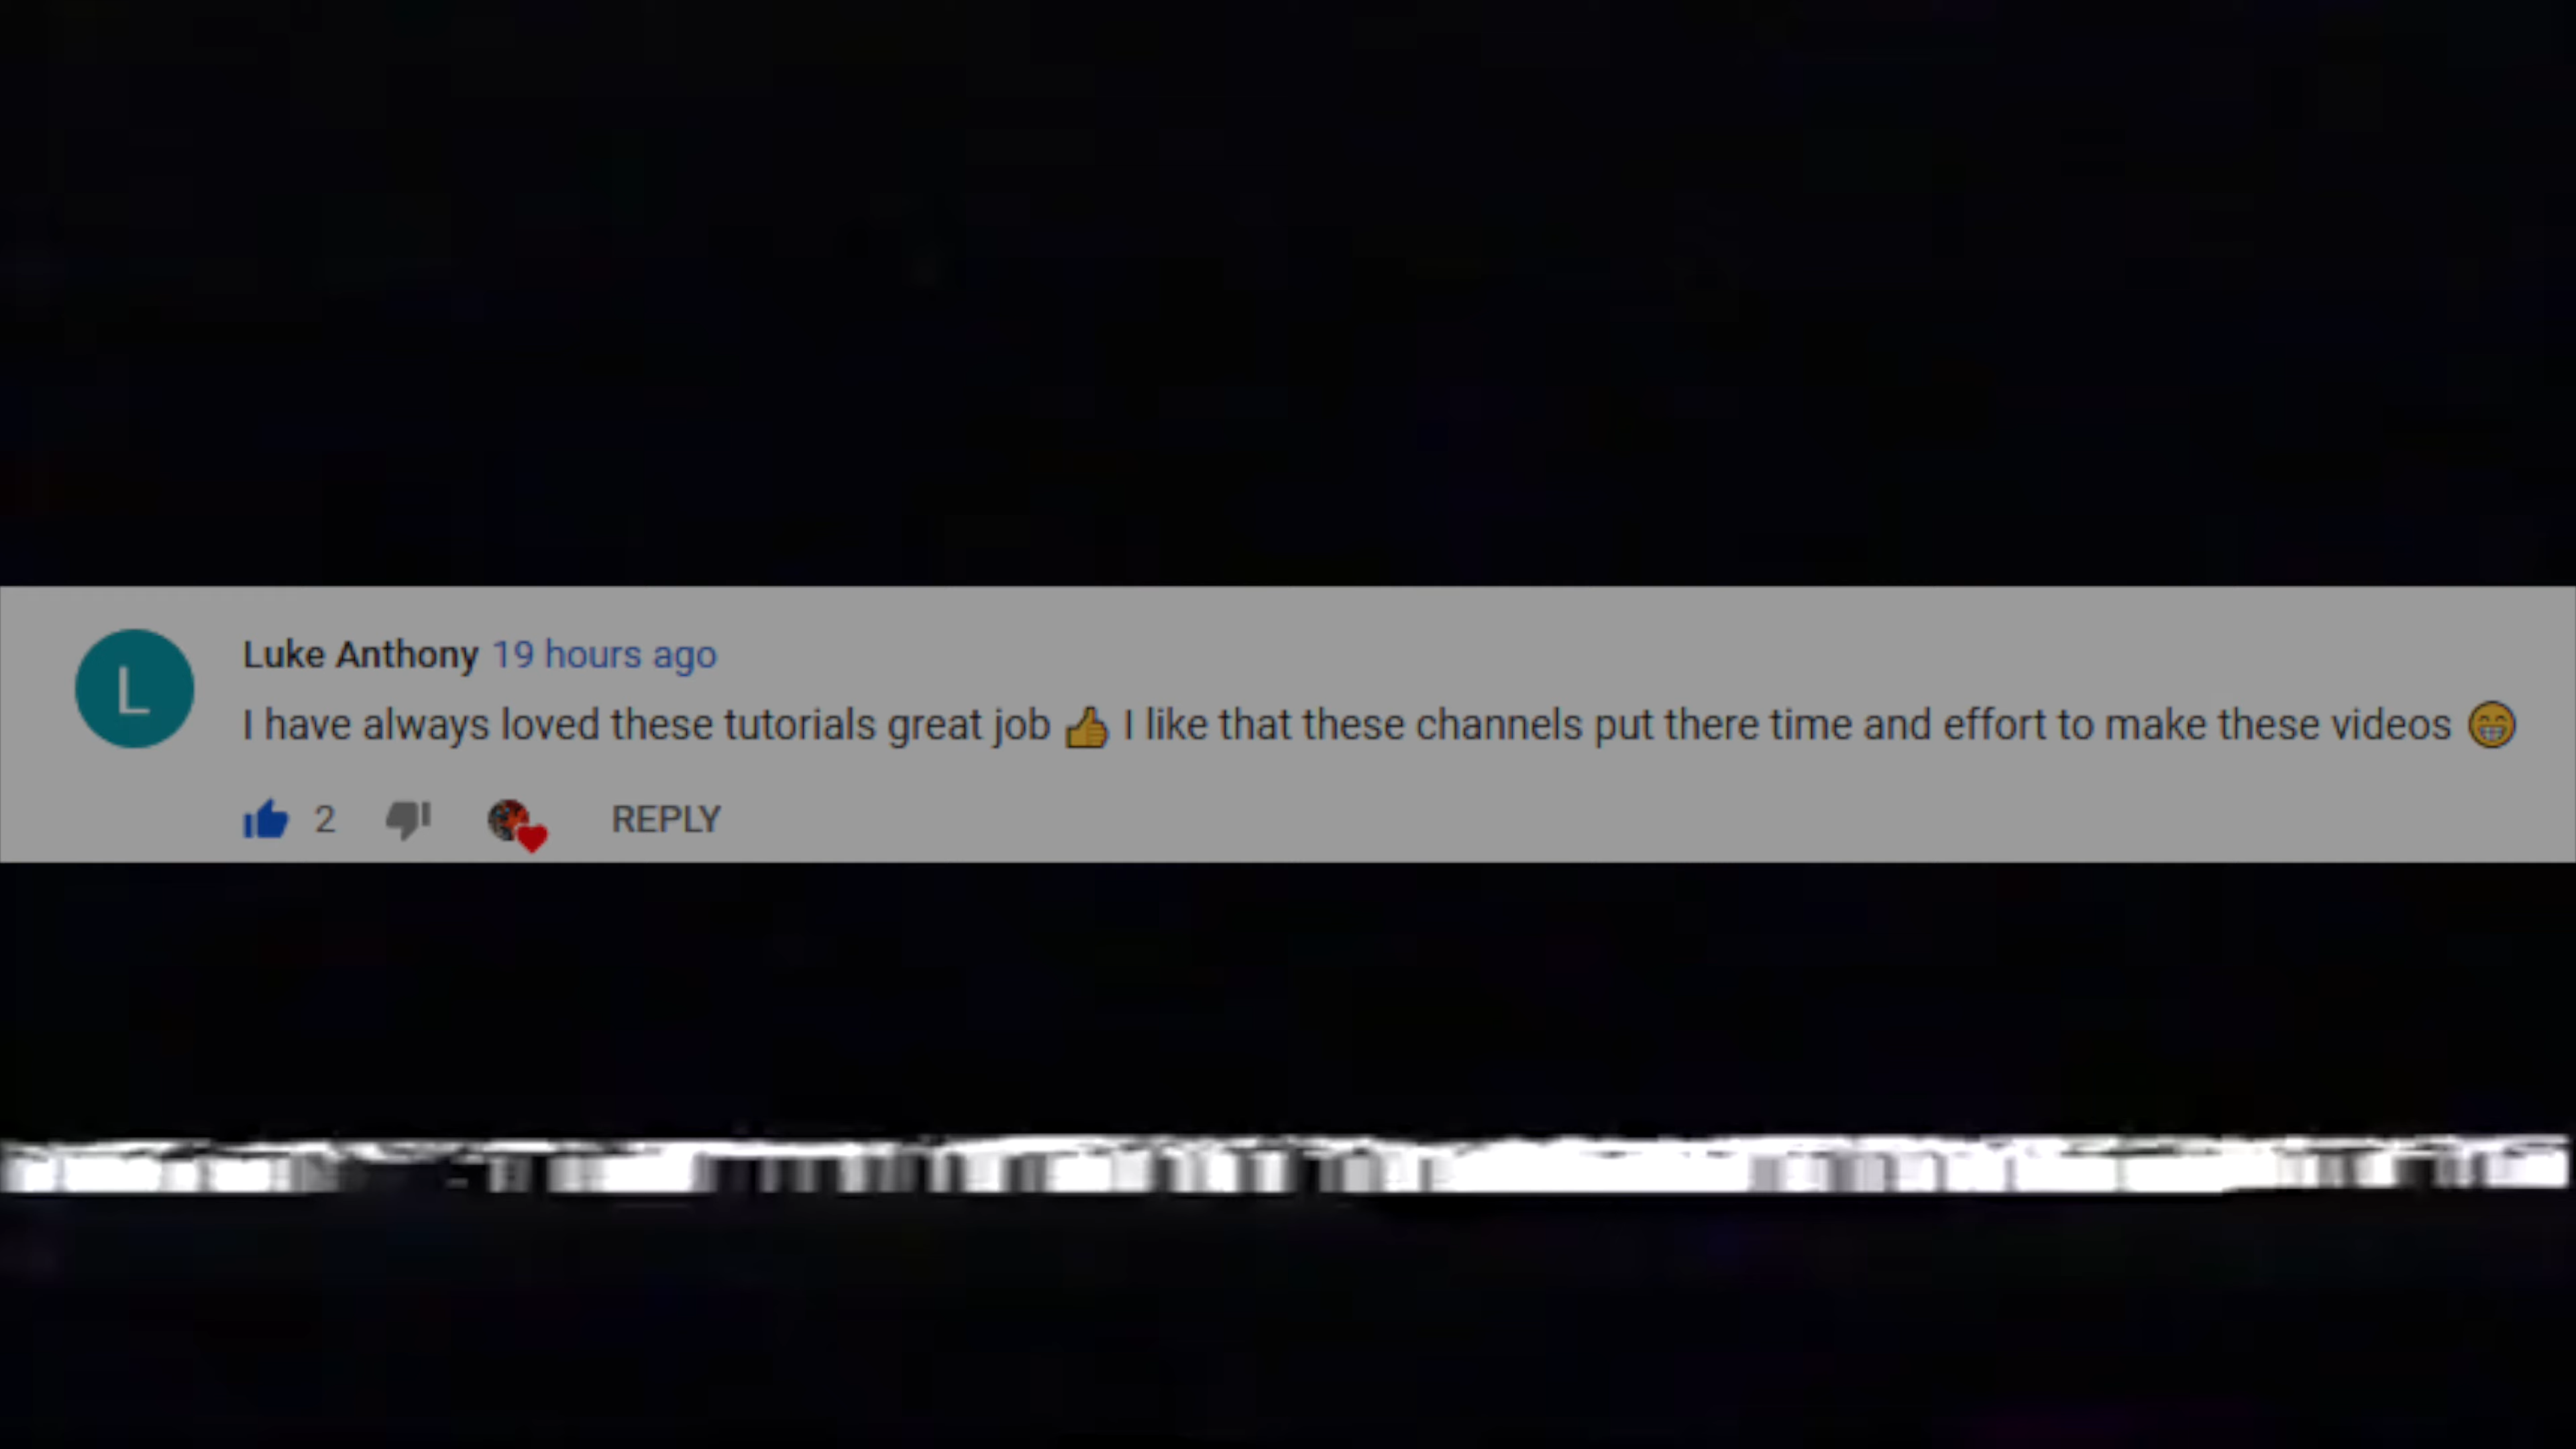 L
Luke Anthony 19 hours ago
I have always loved these tutorials great job 👍 I like that these channels put there time and effort to make these videos 😁
2 REPLY